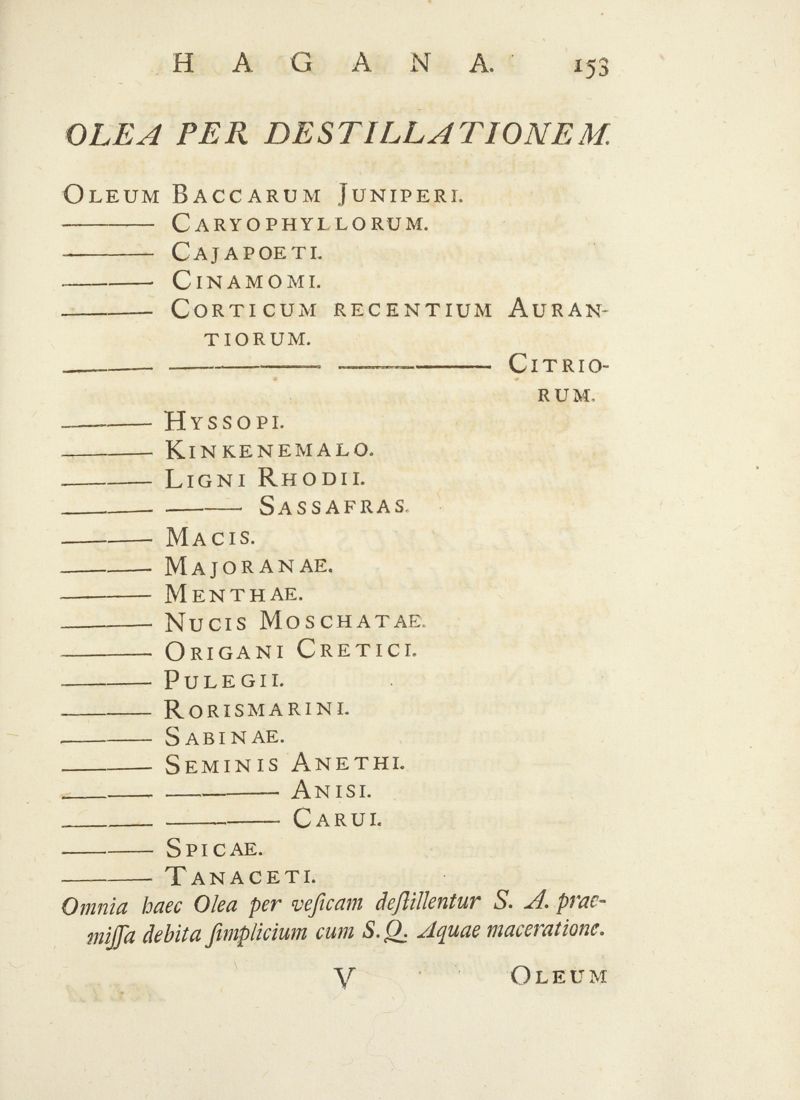 HAGANA. 153
OLEA PER DESTILLATIONEM.
OLEUM BACCARUM JUNIPERI.
——— CARYOPHYLLORUM.
——— CAJAPOETI.
——— CINAMOMI.
——— CORTICUM RECENTIUM AURAN-
TIORUM.
——— ——— ——— CITRIO-
RUM.
——— HYSSOPI.
——— KINKENEMALO.
——— LIGNI RHODII.
——— ——— SASSAFRAS.
——— MACIS.
——— MAJORANAE.
——— MENTHAE.
——— NUCIS MOSCHATAE.
——— ORIGANI CRETICI.
——— PULEGII.
——— RORISMARINI.
——— SABINAE.
——— SEMINIS ANETHI.
——— ——— ANISI.
——— ——— CARUI.
——— SPICAE.
——— TANACETI.
Omnia haec Olea per veſicam deſtillentur S. A. prae-
miſſa debita ſimplicium cum S. Q. Aquae maceratione.
V OLEUM